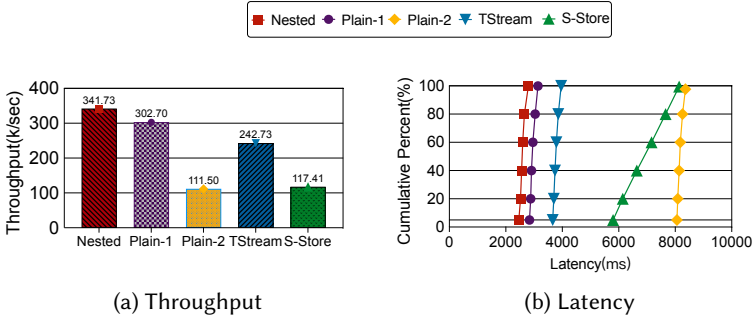 Nested Plain-1 Plain-2 TStream S-Store
Throughput(k/sec)
400
300
200
100
0
341.73
302.70
111.50
242.73
117.41
Nested Plain-1 Plain-2 TStream S-Store
(a) Throughput
Cumulative Percent(%)
100
80
60
40
20
0
0 2000 4000 6000 8000 10000
Latency(ms)
(b) Latency